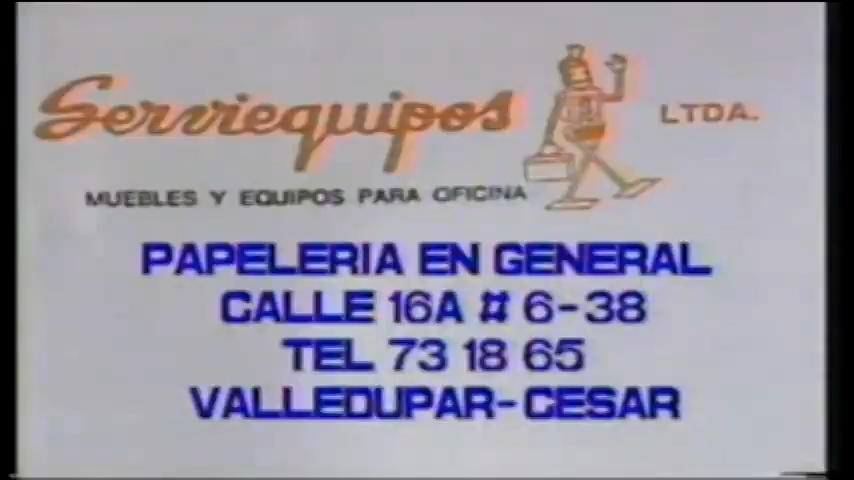 Serviequipos LTDA.
MUEBLES Y EQUIPOS PARA OFICINA
PAPELERIA EN GENERAL
CALLE 16A # 6-38
TEL 73 18 65
VALLEDUPAR-CESAR